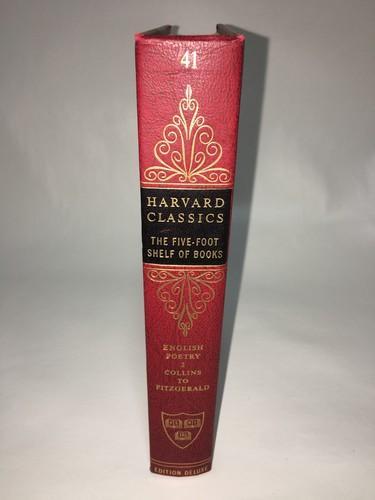 41
HARVARD
CLASSICS
THE FIVE-FOOT
SHELF OF BOOKS
ENGLISH
POETRY
2
COLLINS
TO
FITZGERALD
EDITION DELUXE